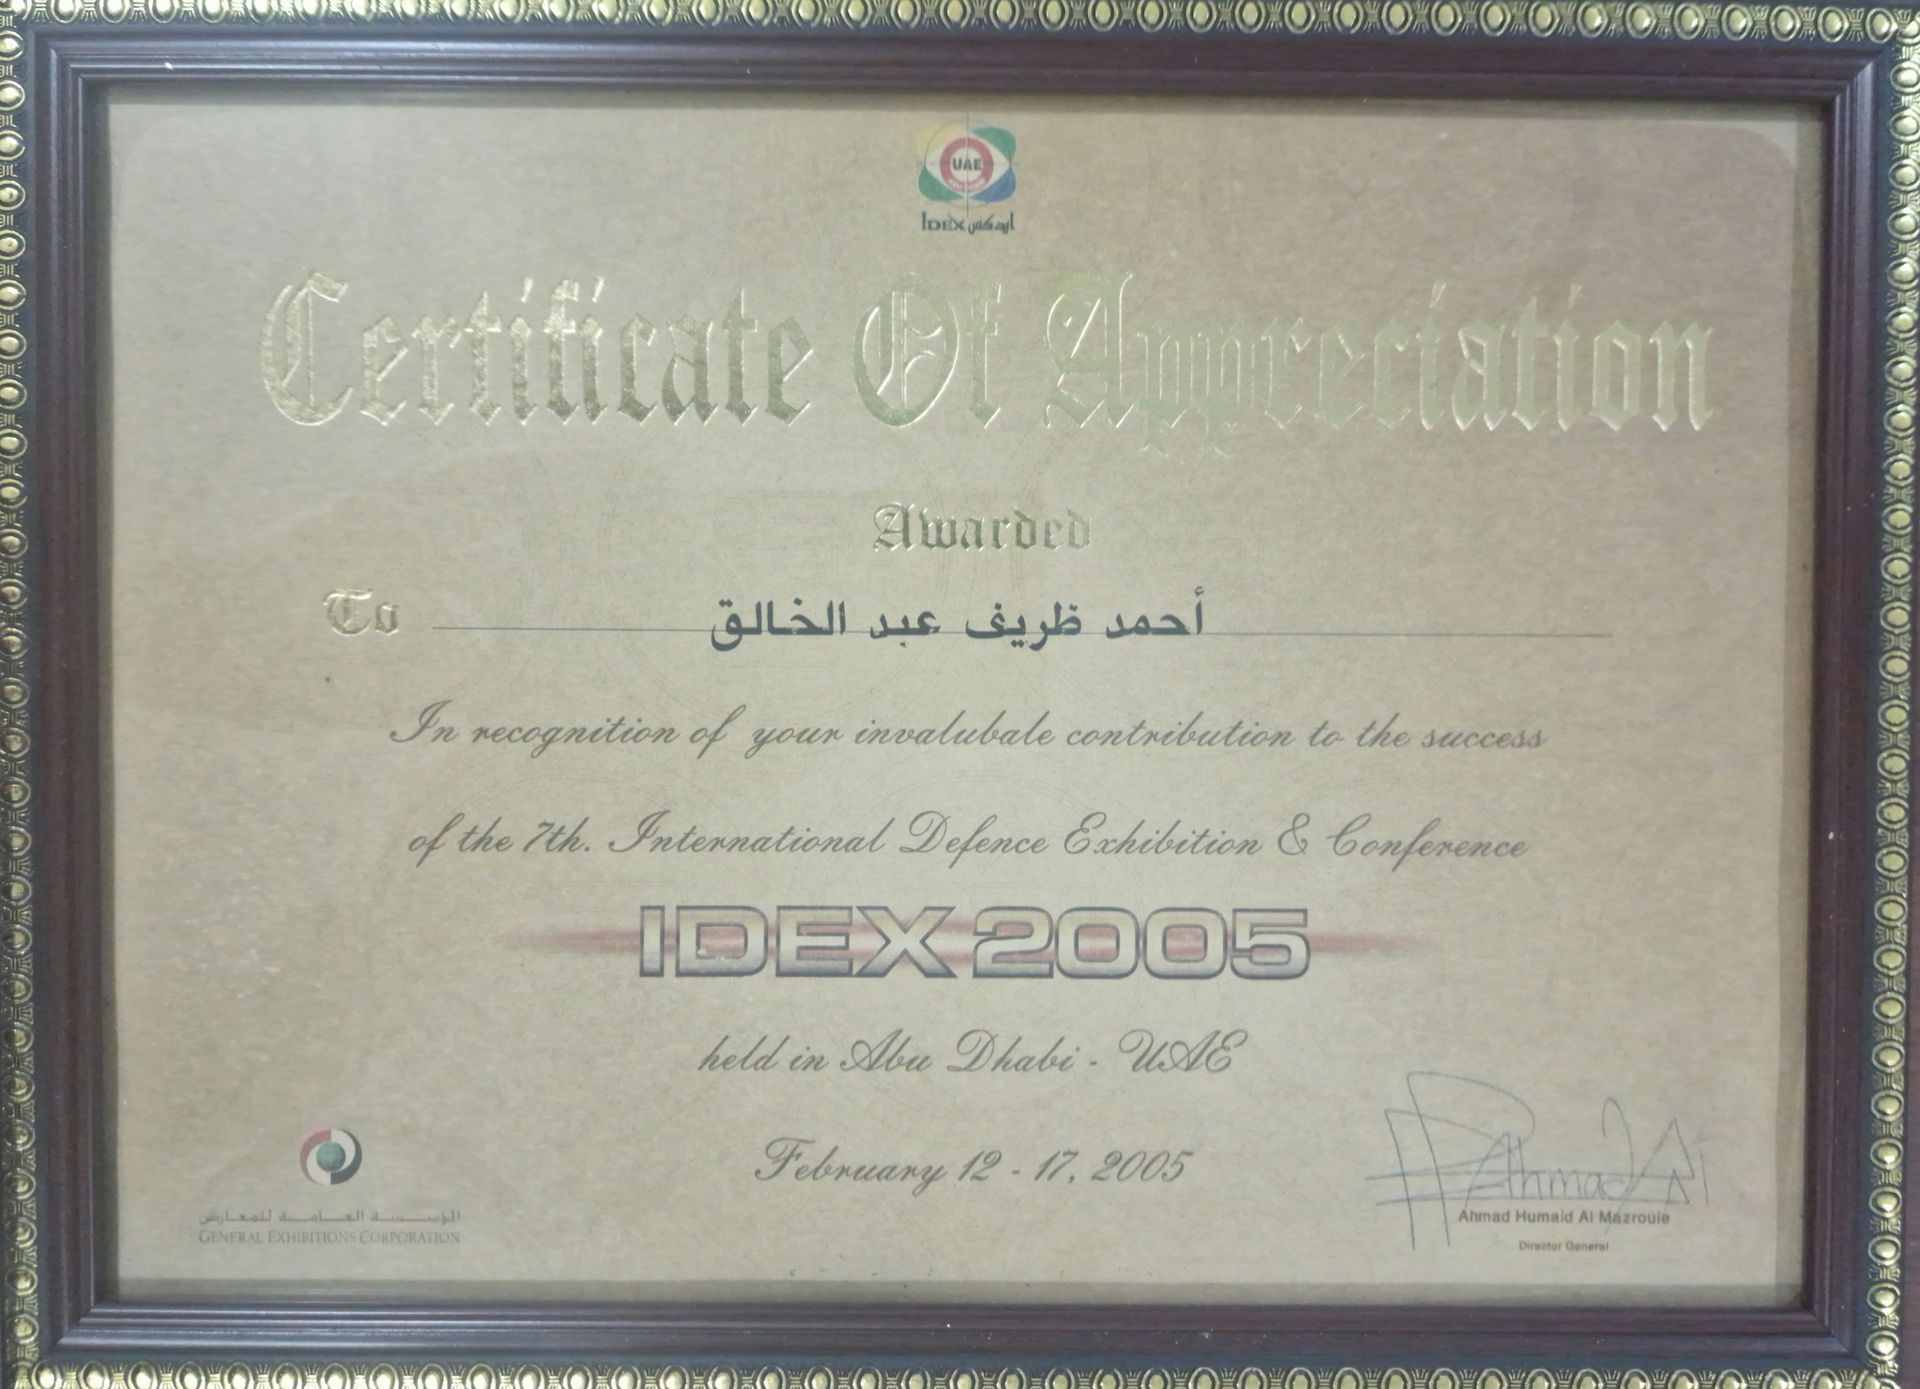 UAE
IDEX ايدكس
Certificate Of Appreciation
Awarded
To أحمد ظريف عبد الخالق
In recognition of your invalubale contribution to the success
of the 7th. International Defence Exhibition & Conference
IDEX 2005
held in Abu Dhabi - UAE
February 12 - 17, 2005
المؤسسة العامة للمعارض
GENERAL EXHIBITIONS CORPORATION
Ahmad Humaid Al Mazrouie
Director General